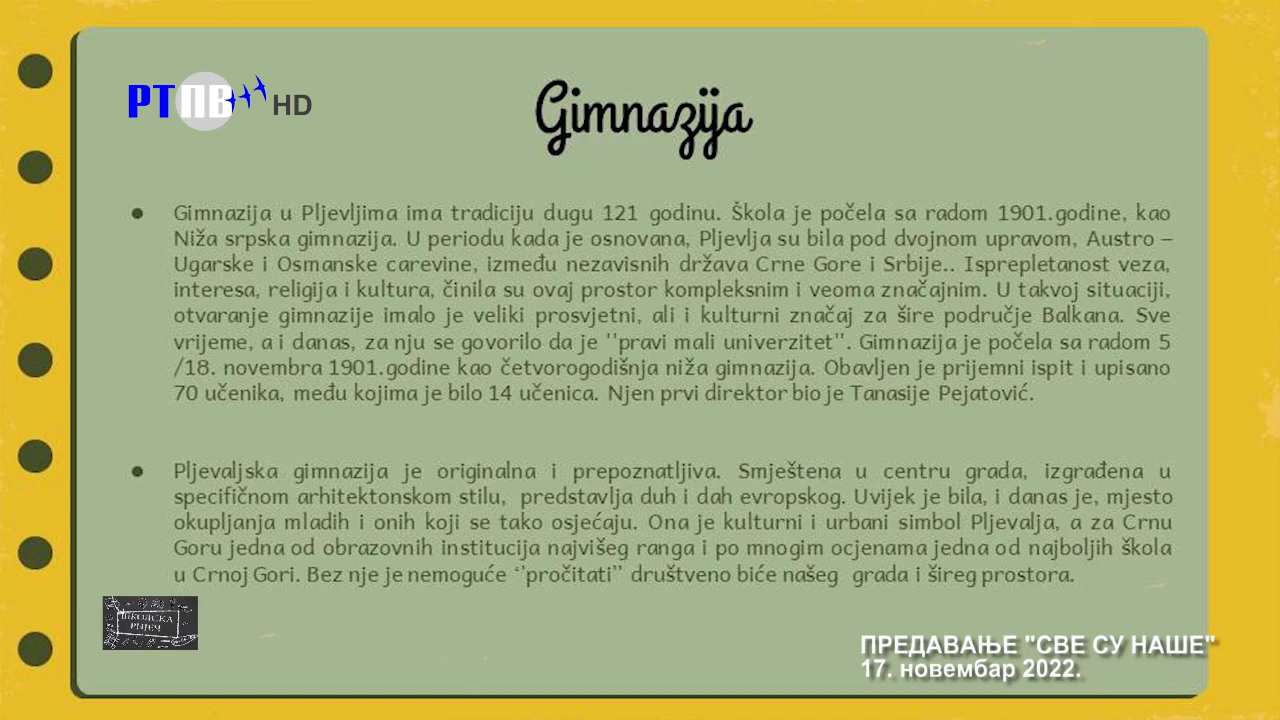 РТПВ HD
Gimnazija
● Gimnazija u Pljevljima ima tradiciju dugu 121 godinu. Škola je počela sa radom 1901.godine, kao
Niža srpska gimnazija. U periodu kada je osnovana, Pljevlja su bila pod dvojnom upravom, Austro –
Ugarske i Osmanske carevine, između nezavisnih država Crne Gore i Srbije.. Isprepletanost veza,
interesa, religija i kultura, činila su ovaj prostor kompleksnim i veoma značajnim. U takvoj situaciji,
otvaranje gimnazije imalo je veliki prosvjetni, ali i kulturni značaj za šire područje Balkana. Sve
vrijeme, a i danas, za nju se govorilo da je ''pravi mali univerzitet''. Gimnazija je počela sa radom 5
/18. novembra 1901.godine kao četvorogodišnja niža gimnazija. Obavljen je prijemni ispit i upisano
70 učenika, među kojima je bilo 14 učenica. Njen prvi direktor bio je Tanasije Pejatović.
● Pljevaljska gimnazija je originalna i prepoznatljiva. Smještena u centru grada, izgrađena u
specifičnom arhitektonskom stilu, predstavlja duh i dah evropskog. Uvijek je bila, i danas je, mjesto
okupljanja mladih i onih koji se tako osjećaju. Ona je kulturni i urbani simbol Pljevalja, a za Crnu
Goru jedna od obrazovnih institucija najvišeg ranga i po mnogim ocjenama jedna od najboljih škola
u Crnoj Gori. Bez nje je nemoguće ‘’pročitati’’ društveno biće našeg grada i šireg prostora.
ШКОЛСКА
РИЈЕЧ
ПРЕДАВАЊЕ "СВЕ СУ НАШЕ"
17. новембар 2022.